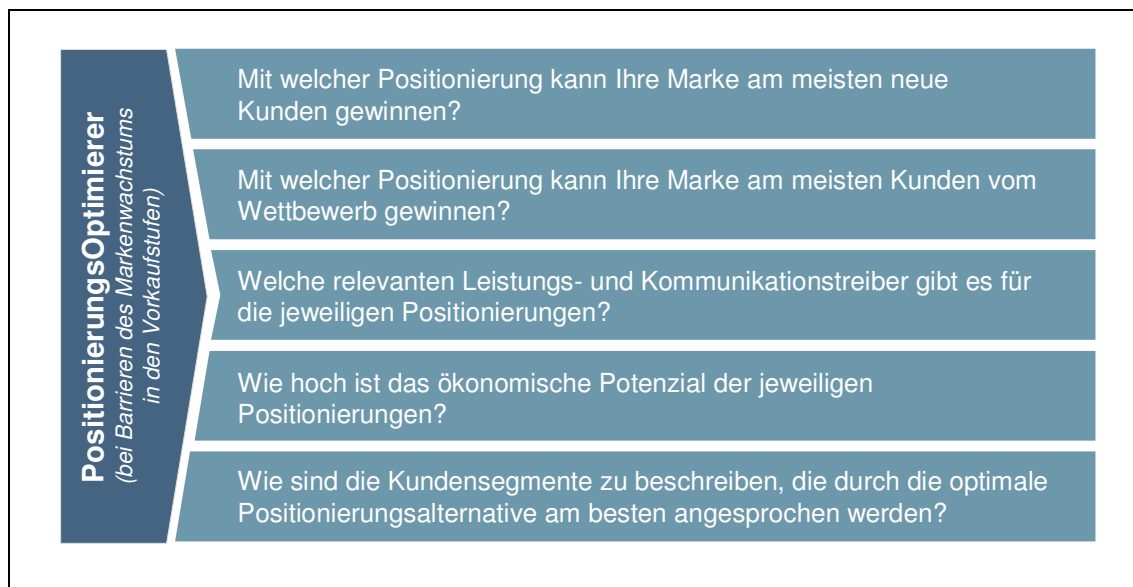 PositionierungsOptimierer
(bei Barrieren des Markenwachstums
in den Vorkaufstufen)
Mit welcher Positionierung kann Ihre Marke am meisten neue
Kunden gewinnen?
Mit welcher Positionierung kann Ihre Marke am meisten Kunden vom
Wettbewerb gewinnen?
Welche relevanten Leistungs- und Kommunikationstreiber gibt es für
die jeweiligen Positionierungen?
Wie hoch ist das ökonomische Potenzial der jeweiligen
Positionierungen?
Wie sind die Kundensegmente zu beschreiben, die durch die optimale
Positionierungsalternative am besten angesprochen werden?